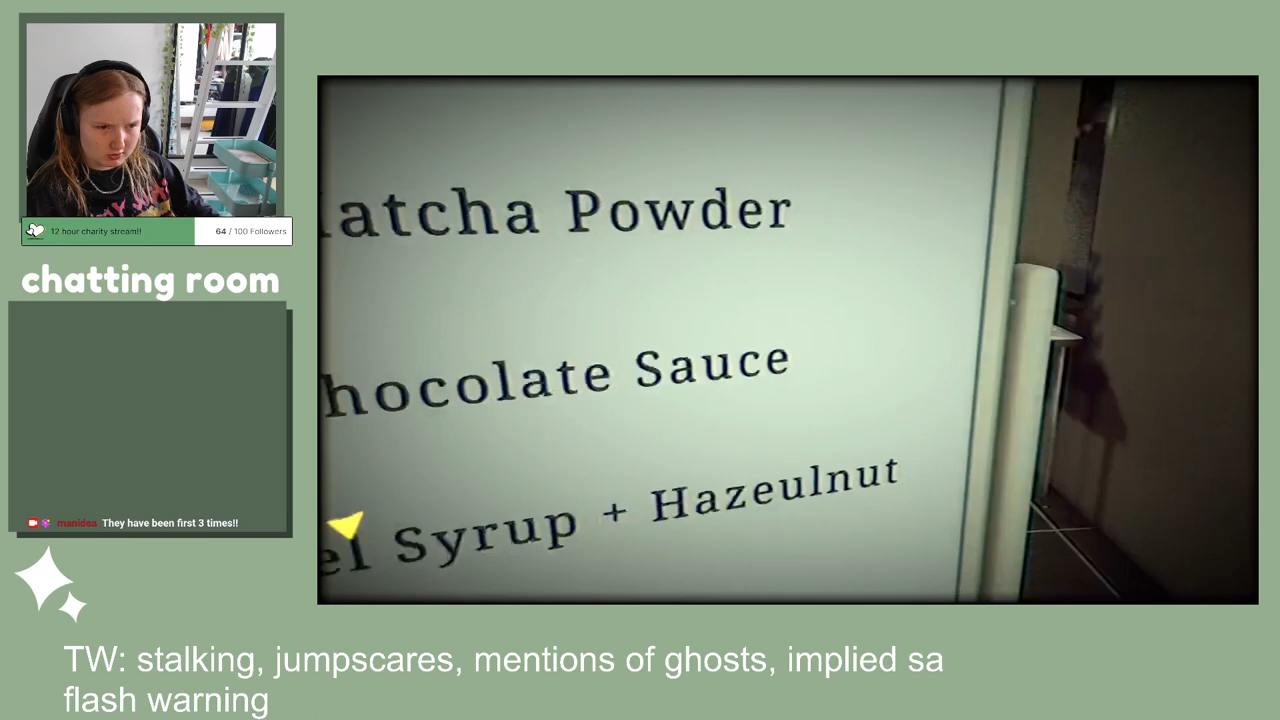 12 hour charity stream!!
64 / 100 Followers
chatting room
manidea They have been first 3 times!!
atcha Powder
hocolate Sauce
el Syrup + Hazeulnut
TW: stalking, jumpscares, mentions of ghosts, implied sa
flash warning